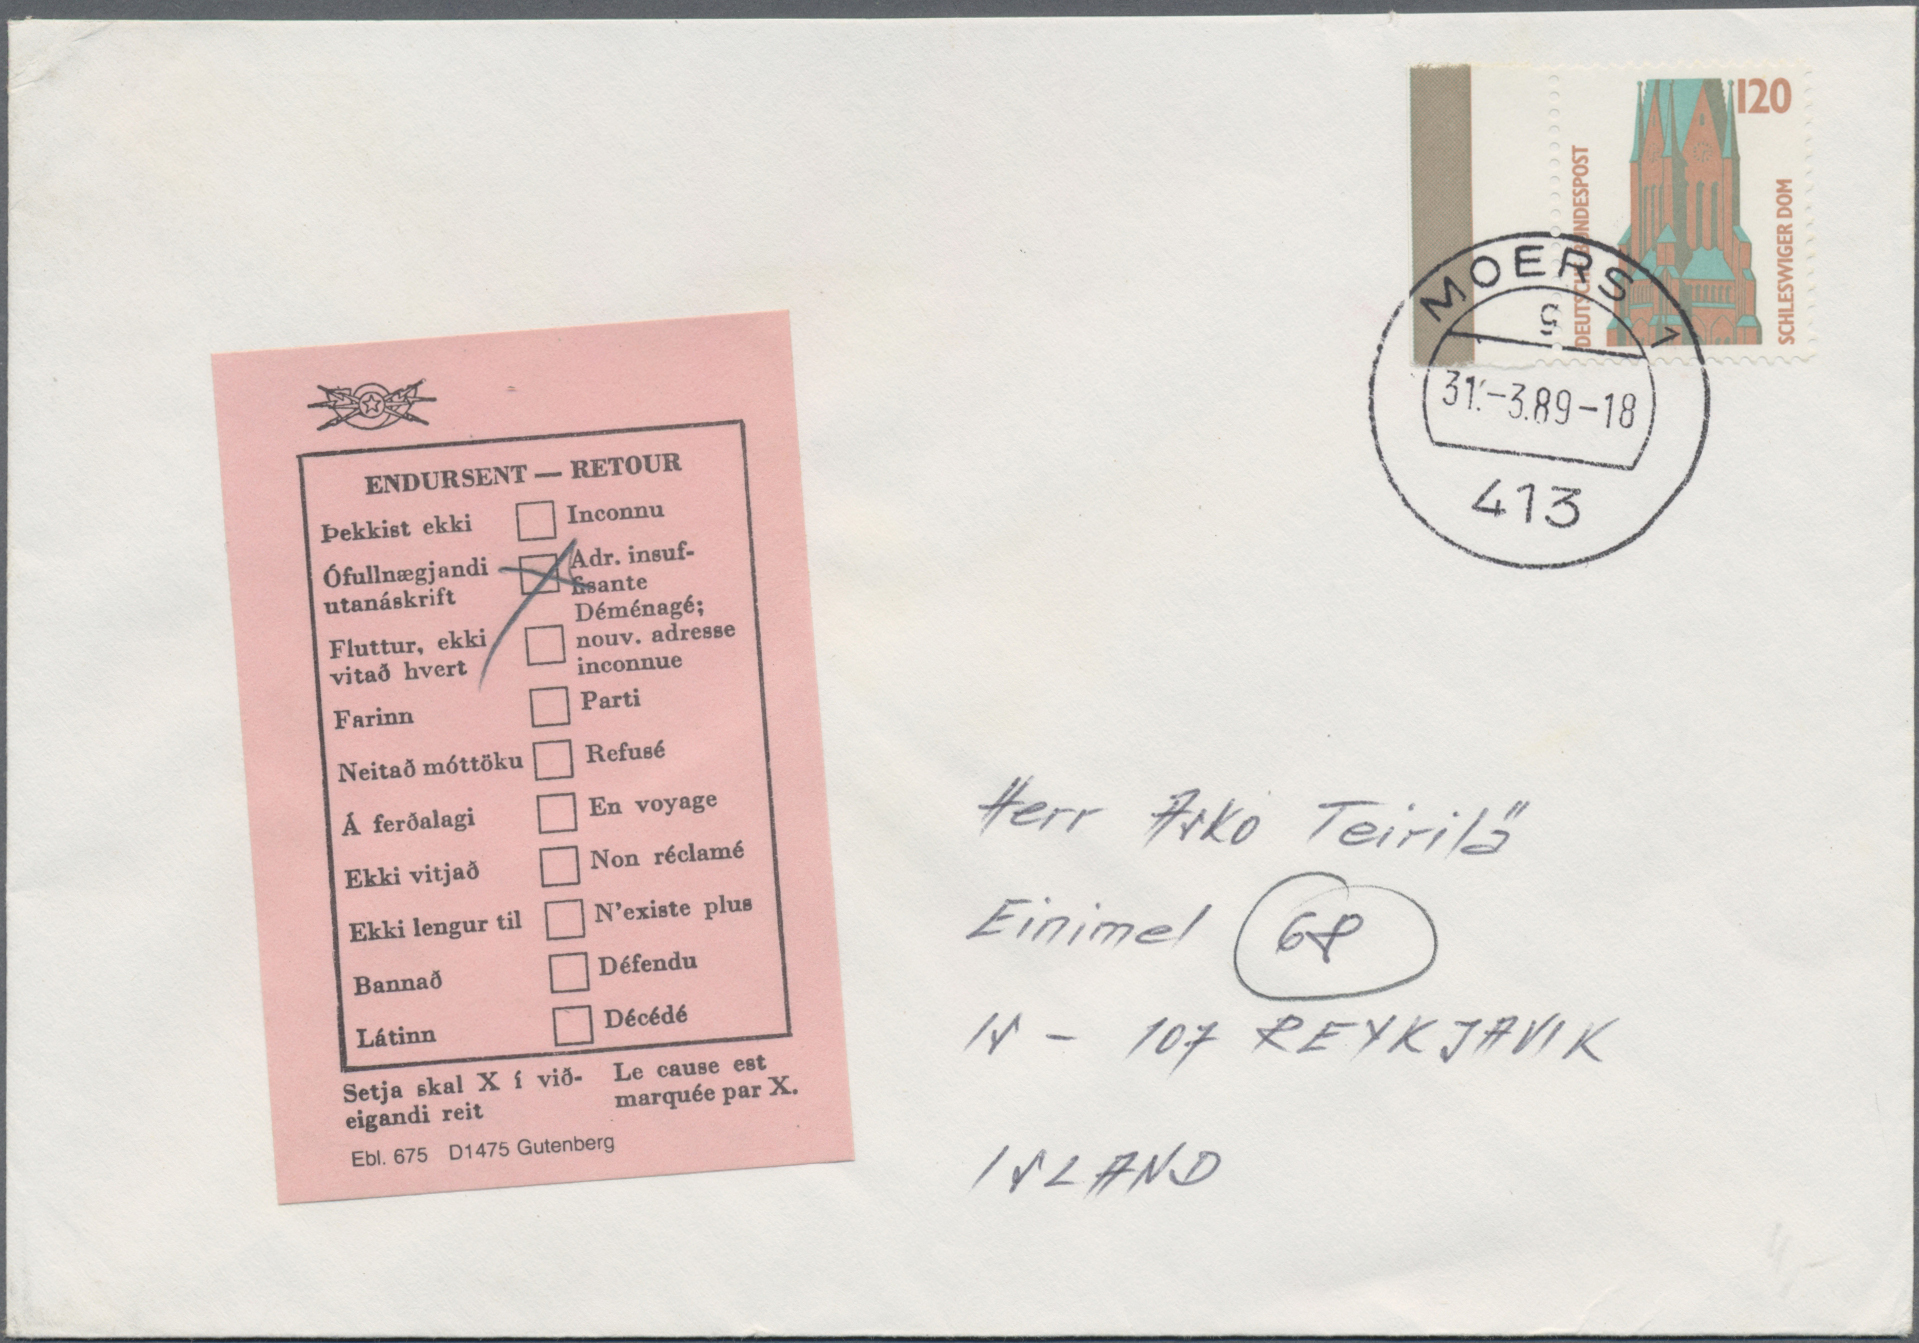 120
DEUTSCHE BUNDESPOST
SCHLESWIGER DOM
MOERS 1
31.-3.89-18
413
ENDURSENT — RETOUR
Þekkist ekki Inconnu
Ófullnægjandi Adr. insuf-
utanáskrift fisante
Fluttur, ekki Déménagé;
vitað hvert nouv. adresse
inconnue
Farinn Parti
Neitað móttöku Refusé
Á ferðalagi En voyage
Ekki vitjað Non réclamé
Ekki lengur til N'existe plus
Bannað Défendu
Látinn Décédé
Setja skal X í við- Le cause est
eigandi reit marquée par X.
Ebl. 675 D1475 Gutenberg
Herr Teirilä
Einimel 68
IS - 107 REYKJAVIK
ISLAND